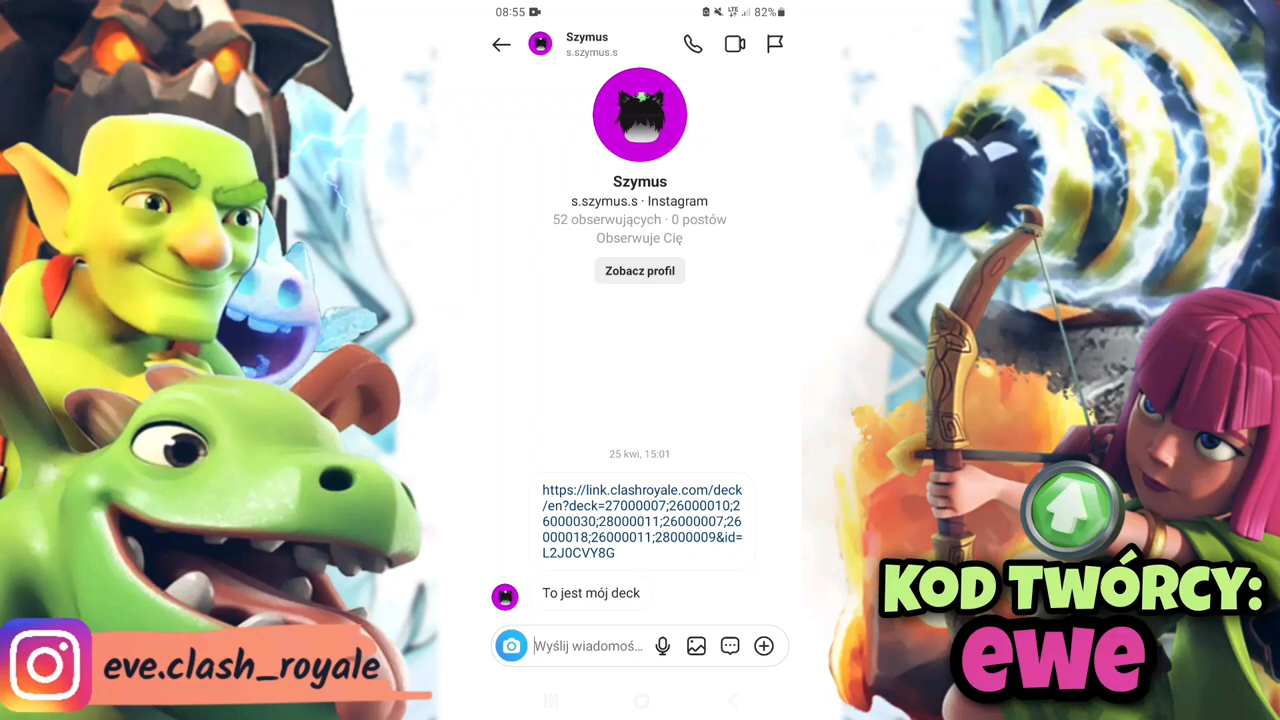 08:55
LTE
82%
Szymus
s.szymus.s
Szymus
s.szymus.s · Instagram
52 obserwujących · 0 postów
Obserwuje Cię
Zobacz profil
25 kwi, 15:01
https://link.clashroyale.com/deck
/en?deck=27000007;26000010;2
6000030;28000011;26000007;26
000018;26000011;28000009&id=
L2J0CVY8G
To jest mój deck
Wyślij wiadomoś...
eve.clash_royale
KOD TWÓRCY:
ewe